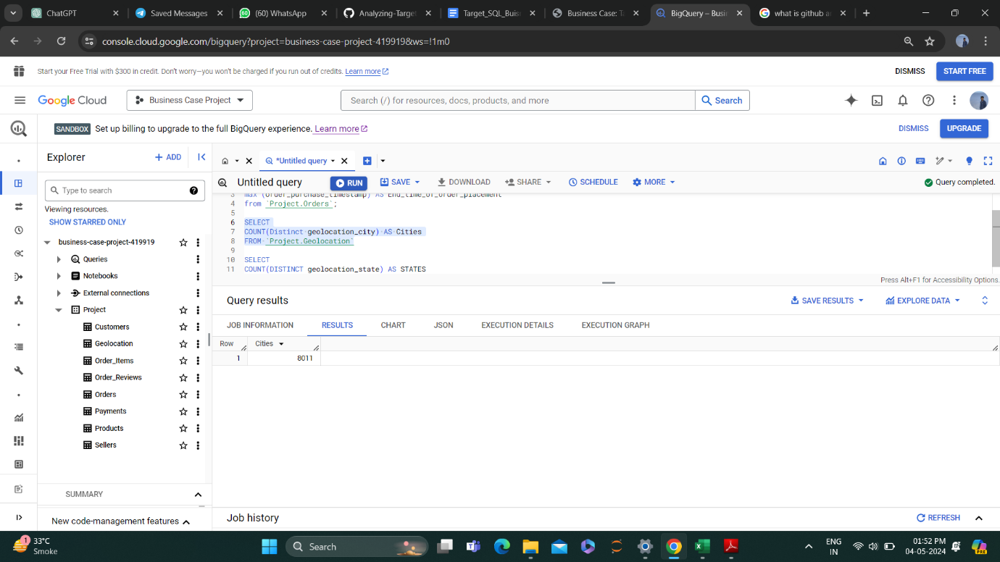 ChatGPT
Saved Messages
(60) WhatsApp
Analyzing-Target
Target_SQL_Buisn
Business Case: Ta
BigQuery – Busin
what is github a
console.cloud.google.com/bigquery?project=business-case-project-419919&ws=!1m0
Start your Free Trial with $300 in credit. Don't worry—you won't be charged if you run out of credits. Learn more
DISMISS
START FREE
Google Cloud
Business Case Project
Search (/) for resources, docs, products, and more
Search
SANDBOX Set up billing to upgrade to the full BigQuery experience. Learn more
DISMISS
UPGRADE
Explorer
+ ADD
*Untitled query
Untitled query
RUN
SAVE
DOWNLOAD
SHARE
SCHEDULE
MORE
Query completed.
Type to search
Viewing resources.
SHOW STARRED ONLY
business-case-project-419919
Queries
Notebooks
External connections
Project
Customers
Geolocation
Order_Items
Order_Reviews
Orders
Payments
Products
Sellers
SUMMARY
New code-management features
3 max (order_purchase_timestamp) AS End_time_of_order_placement
4 from `Project.Orders`;
5
6 SELECT
7 COUNT(Distinct geolocation_city) AS Cities
8 FROM `Project.Geolocation`
9
10 SELECT
11 COUNT(DISTINCT geolocation_state) AS STATES
Press Alt+F1 for Accessibility Options.
Query results
SAVE RESULTS
EXPLORE DATA
JOB INFORMATION
RESULTS
CHART
JSON
EXECUTION DETAILS
EXECUTION GRAPH
Row Cities
1 8011
Job history
REFRESH
1
33°C
Smoke
Search
PRE
ENG
IN
01:52 PM
04-05-2024